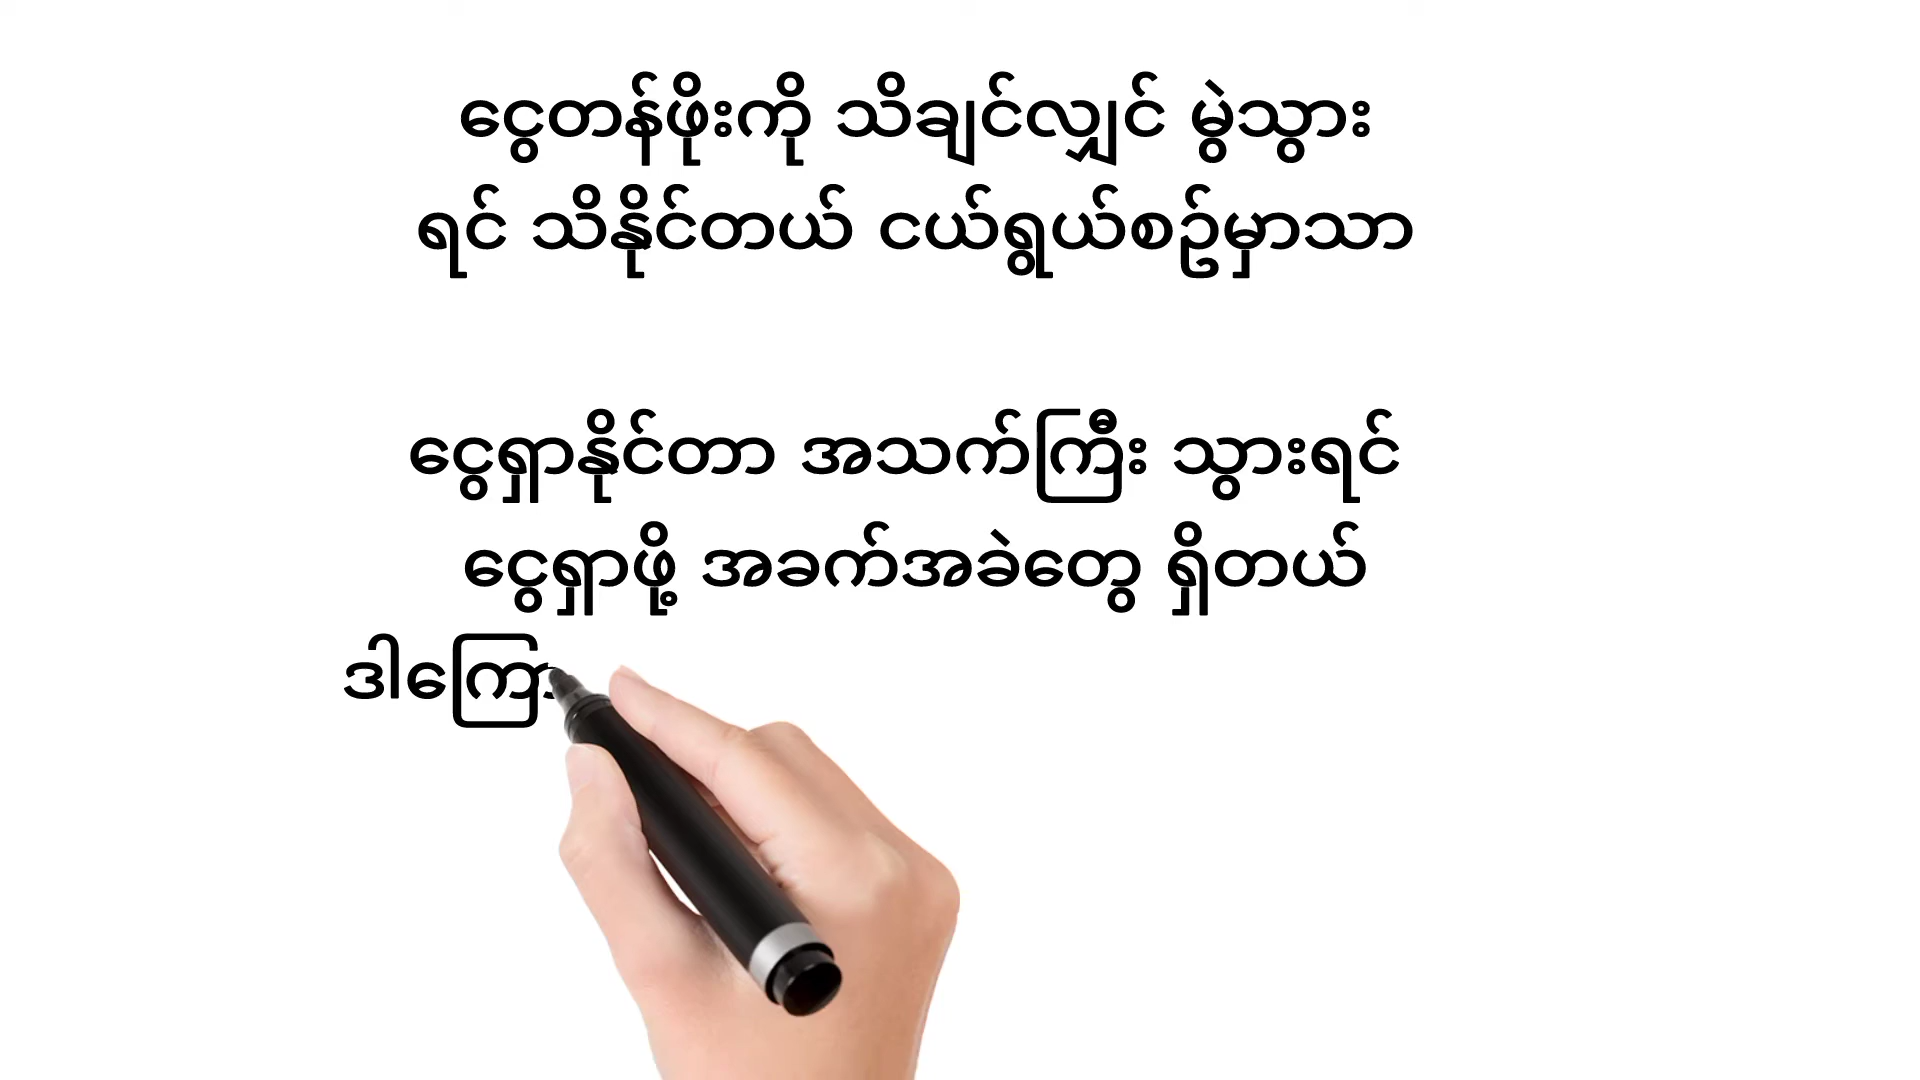 ငွေတန်ဖိုးကို သိချင်လျှင် မွဲသွား
ရင် သိနိုင်တယ် ငယ်ရွယ်စဥ်မှာသာ
ငွေရှာနိုင်တာ အသက်ကြီး သွားရင်
ငွေရှာဖို့ အခက်အခဲတွေ ရှိတယ်
ဒါကြော